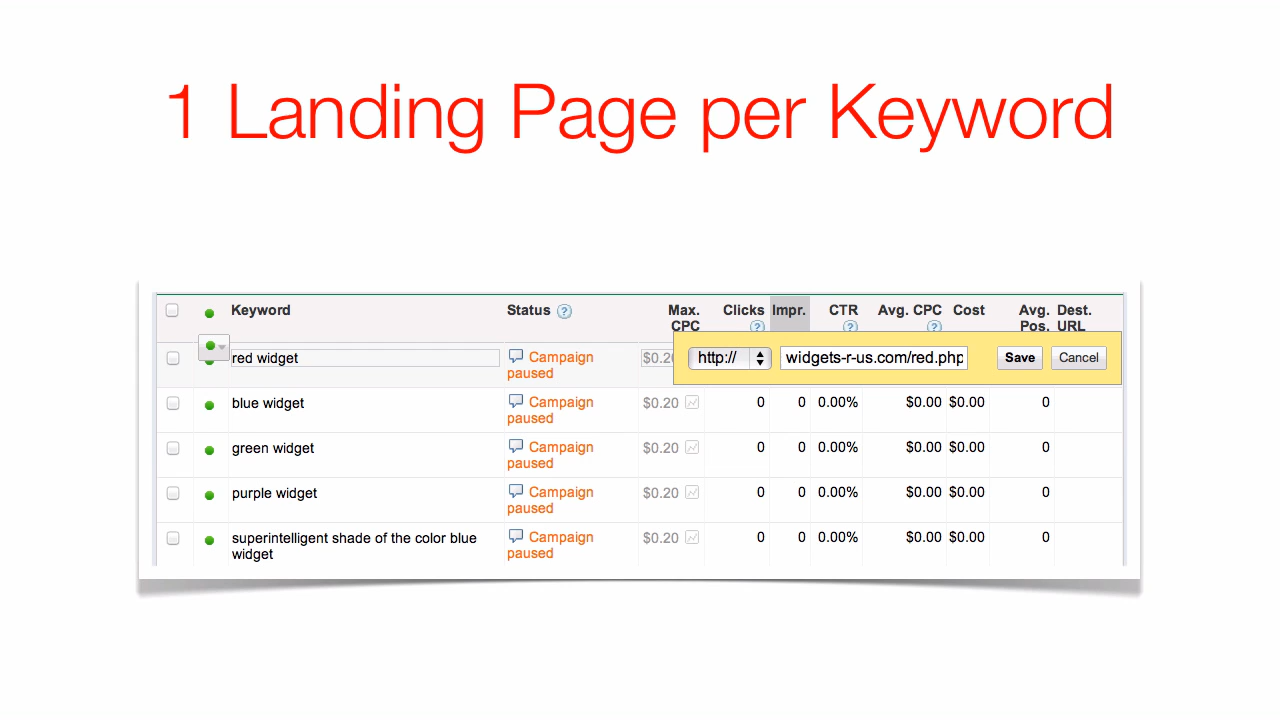 1 Landing Page per Keyword
Keyword Status ? Max. CPC Clicks ? Impr. CTR ? Avg. CPC ? Cost Avg. Pos. Dest. URL
red widget Campaign paused $0.20 http:// widgets-r-us.com/red.php Save Cancel
blue widget Campaign paused $0.20 0 0 0.00% $0.00 $0.00 0
green widget Campaign paused $0.20 0 0 0.00% $0.00 $0.00 0
purple widget Campaign paused $0.20 0 0 0.00% $0.00 $0.00 0
superintelligent shade of the color blue widget Campaign paused $0.20 0 0 0.00% $0.00 $0.00 0